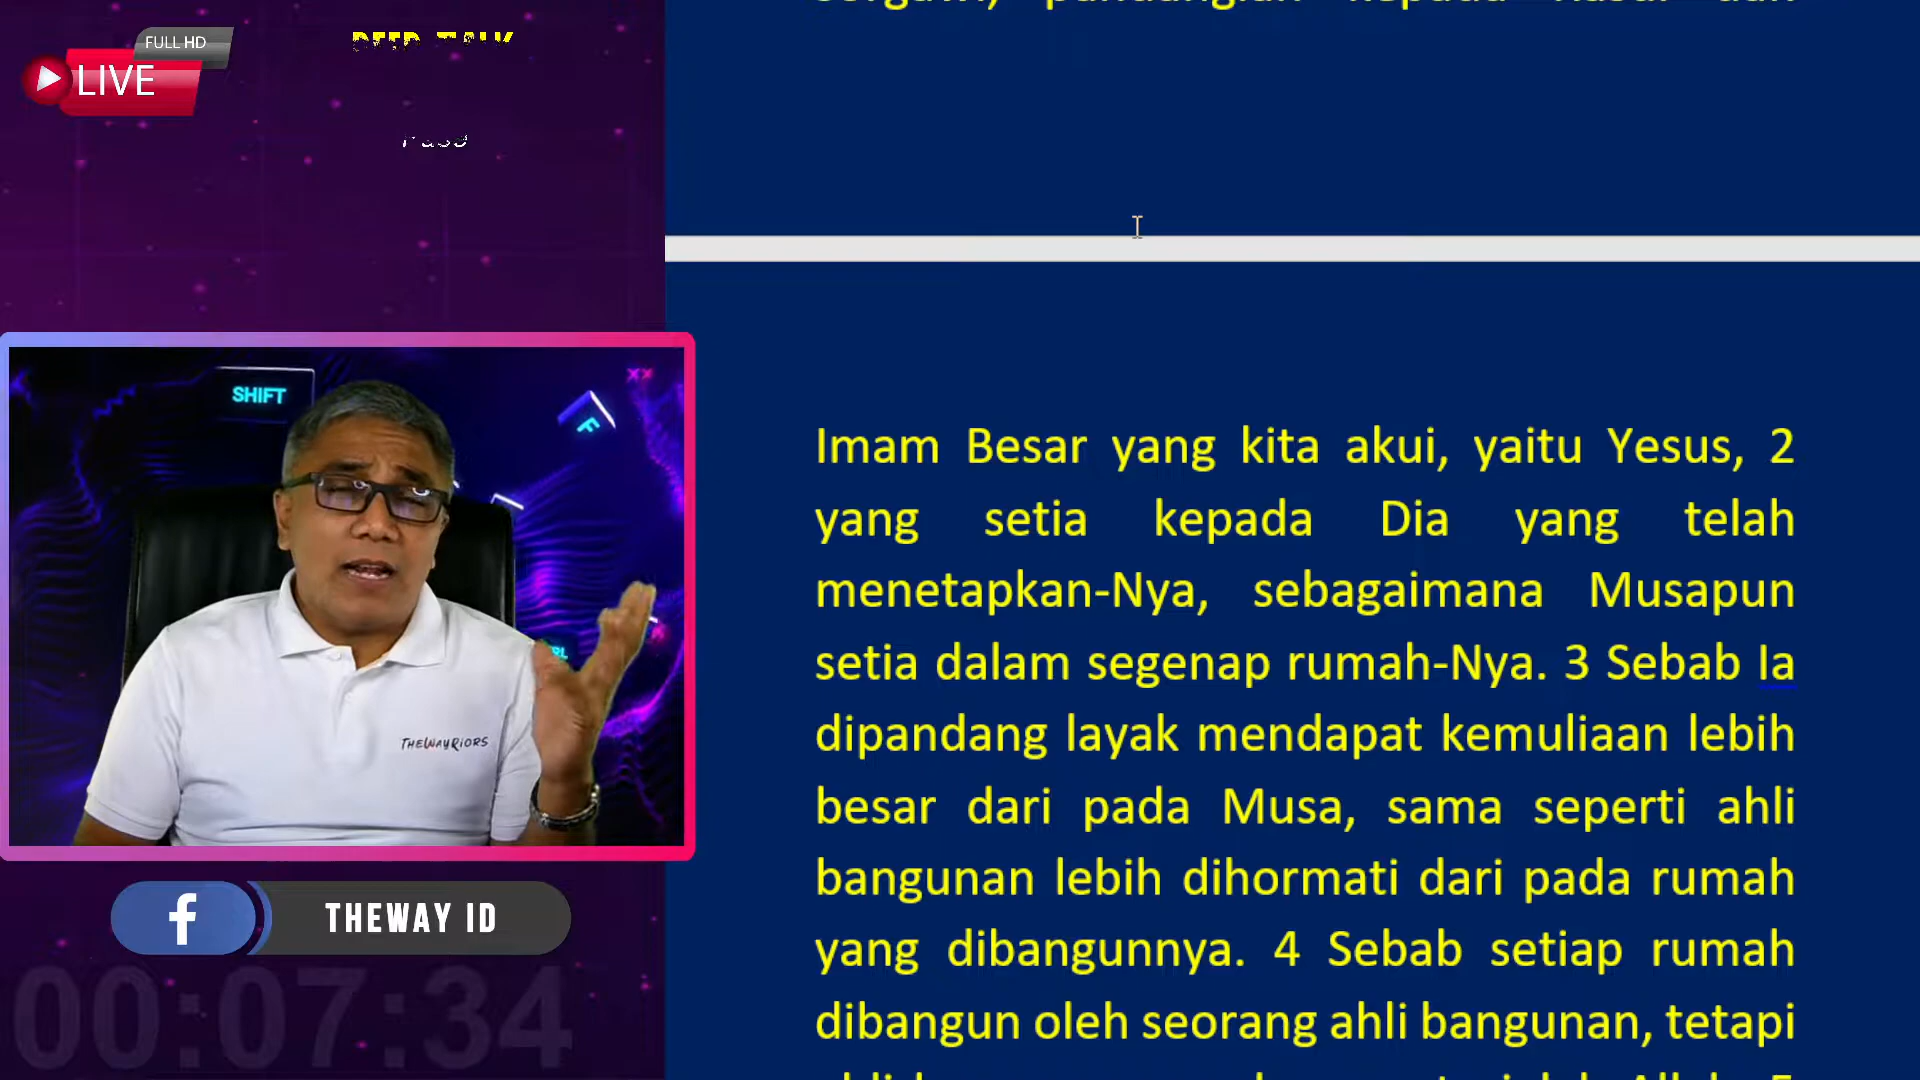 FULL HD
LIVE
DEEP TALK
SHIFT
F
THEWAYRIORS
THEWAY ID
00:07:34
Imam Besar yang kita akui, yaitu Yesus, 2
yang setia kepada Dia yang telah
menetapkan-Nya, sebagaimana Musapun
setia dalam segenap rumah-Nya. 3 Sebab Ia
dipandang layak mendapat kemuliaan lebih
besar dari pada Musa, sama seperti ahli
bangunan lebih dihormati dari pada rumah
yang dibangunnya. 4 Sebab setiap rumah
dibangun oleh seorang ahli bangunan, tetapi